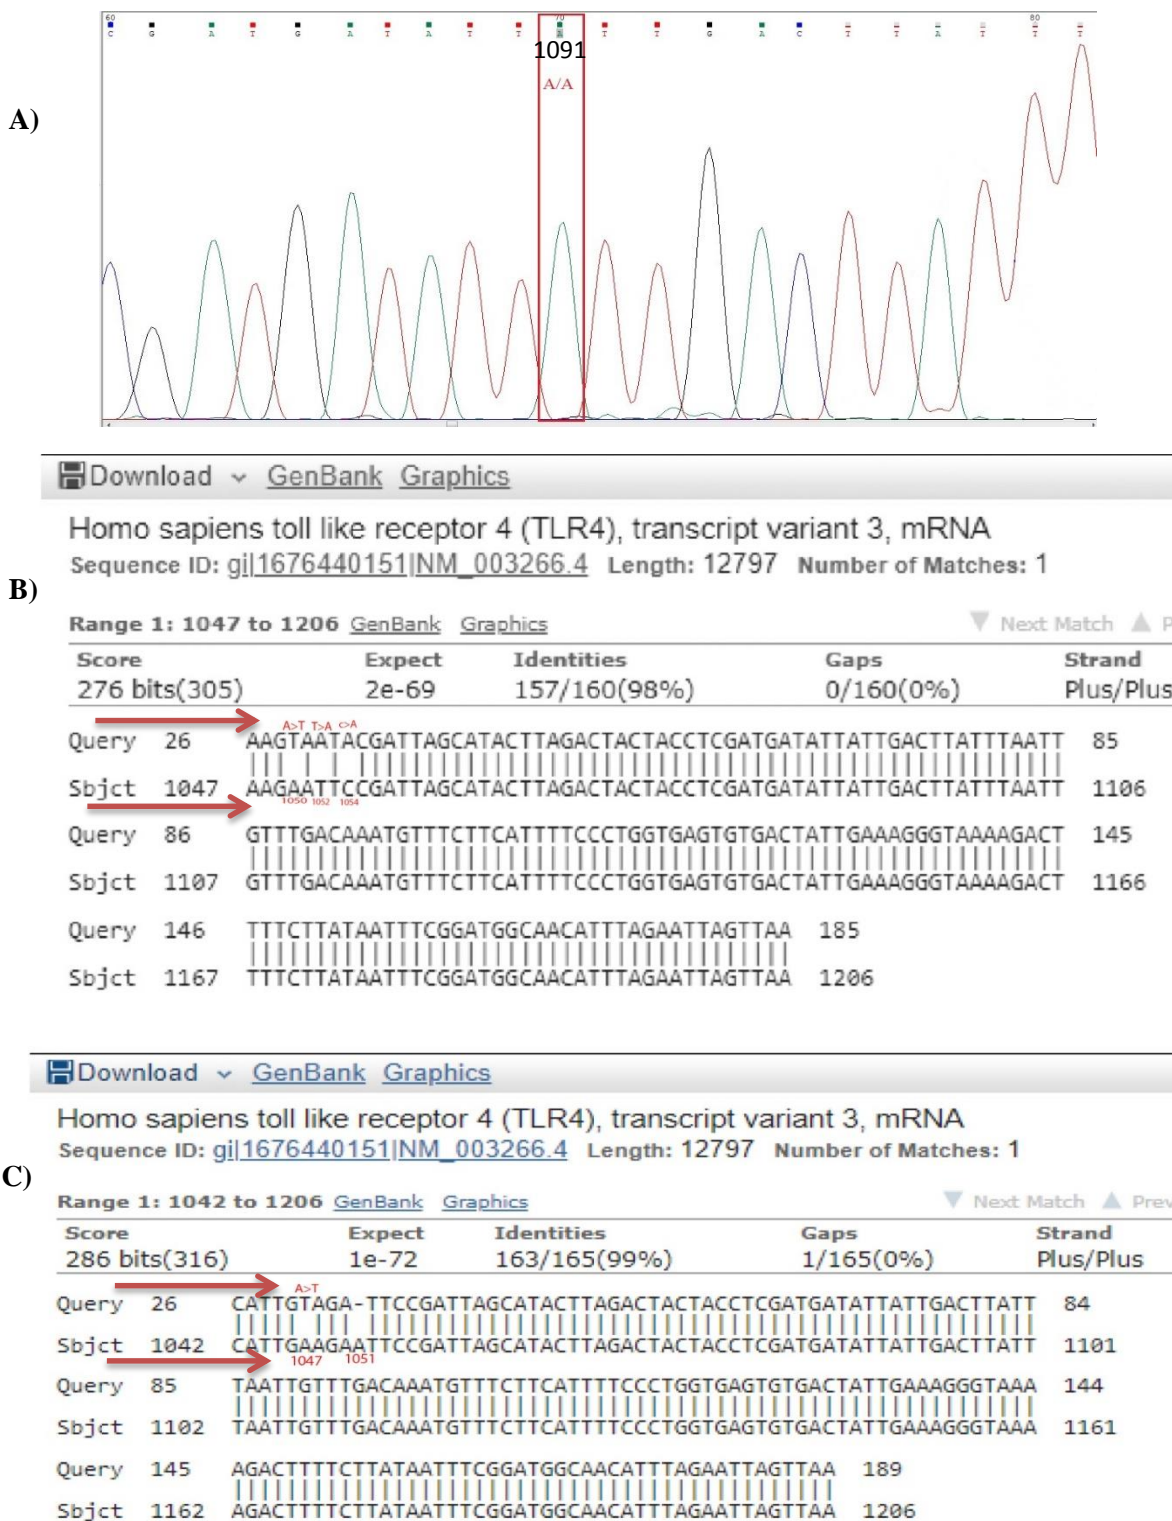 60 70 80
C G A T G A T A T T A T T G A C T T A T T T
1091
A/A
A)
Download GenBank Graphics
Homo sapiens toll like receptor 4 (TLR4), transcript variant 3, mRNA
Sequence ID: gi|1676440151|NM_003266.4 Length: 12797 Number of Matches: 1
B)
Range 1: 1047 to 1206 GenBank Graphics Next Match P
Score Expect Identities Gaps Strand
276 bits(305) 2e-69 157/160(98%) 0/160(0%) Plus/Plus
A>T T>A C>A
Query 26 AAGTAATACGATTAGCATACTTAGACTACTACCTCGATGATATTATTGACTTATTTAATT 85
Sbjct 1047 AAGAATTCCGATTAGCATACTTAGACTACTACCTCGATGATATTATTGACTTATTTAATT 1106
1050 1052 1054
Query 86 GTTTGACAAATGTTTCTTCATTTTCCCTGGTGAGTGTGACTATTGAAAGGGTAAAAGACT 145
Sbjct 1107 GTTTGACAAATGTTTCTTCATTTTCCCTGGTGAGTGTGACTATTGAAAGGGTAAAAGACT 1166
Query 146 TTTCTTATAATTTCGGATGGCAACATTTAGAATTAGTTAA 185
Sbjct 1167 TTTCTTATAATTTCGGATGGCAACATTTAGAATTAGTTAA 1206
Download GenBank Graphics
Homo sapiens toll like receptor 4 (TLR4), transcript variant 3, mRNA
Sequence ID: gi|1676440151|NM_003266.4 Length: 12797 Number of Matches: 1
C)
Range 1: 1042 to 1206 GenBank Graphics Next Match Prev
Score Expect Identities Gaps Strand
286 bits(316) 1e-72 163/165(99%) 1/165(0%) Plus/Plus
A>T
Query 26 CATTGTAGA-TTCCGATTAGCATACTTAGACTACTACCTCGATGATATTATTGACTTATT 84
Sbjct 1042 CATTGAAGAATTCCGATTAGCATACTTAGACTACTACCTCGATGATATTATTGACTTATT 1101
1047 1051
Query 85 TAATTGTTTGACAAATGTTTCTTCATTTTCCCTGGTGAGTGTGACTATTGAAAGGGTAAA 144
Sbjct 1102 TAATTGTTTGACAAATGTTTCTTCATTTTCCCTGGTGAGTGTGACTATTGAAAGGGTAAA 1161
Query 145 AGACTTTTCTTATAATTTCGGATGGCAACATTTAGAATTAGTTAA 189
Sbjct 1162 AGACTTTTCTTATAATTTCGGATGGCAACATTTAGAATTAGTTAA 1206